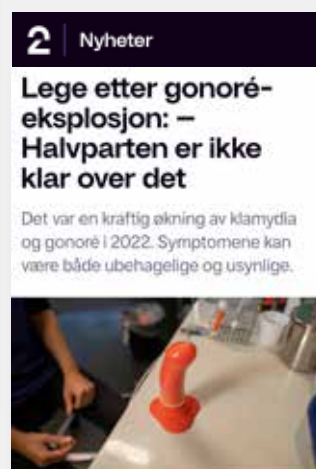 2 Nyheter
Lege etter gonoré-
eksplosjon: –
Halvparten er ikke
klar over det
Det var en kraftig økning av klamydia
og gonoré i 2022. Symptomene kan
være både ubehagelige og usynlige.